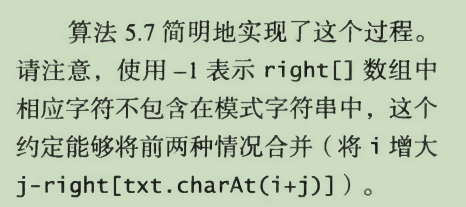 算法 5.7 简明地实现了这个过程。
请注意，使用 –1 表示 right[] 数组中
相应字符不包含在模式字符串中，这个
约定能够将前两种情况合并（将 i 增大
j-right[txt.charAt(i+j)]）。